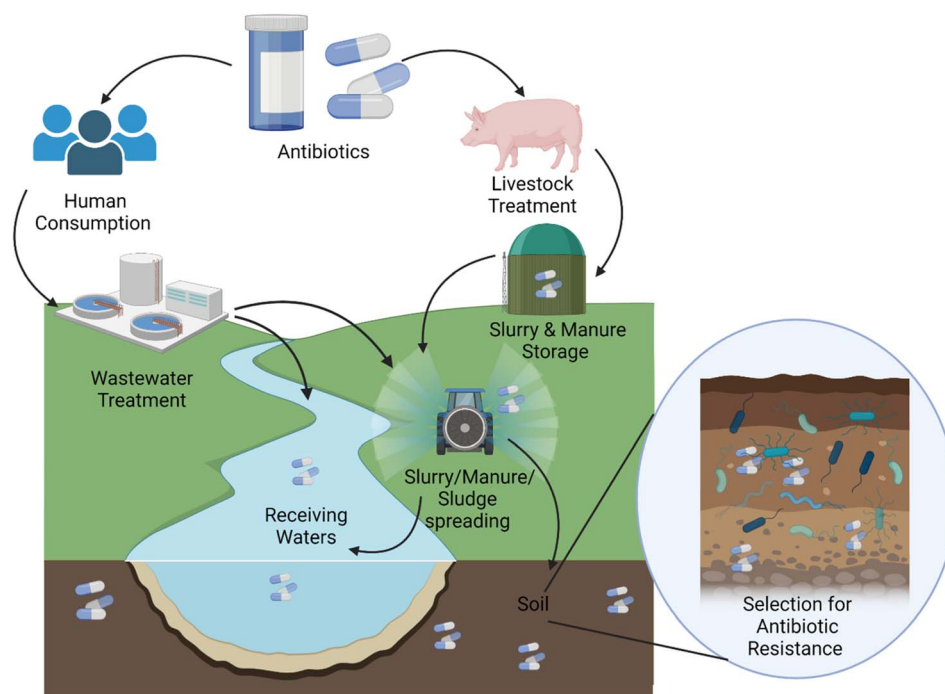 Antibiotics
Human
Consumption
Livestock
Treatment
Wastewater
Treatment
Slurry & Manure
Storage
Slurry/Manure/
Sludge
spreading
Receiving
Waters
Soil
Selection for
Antibiotic
Resistance